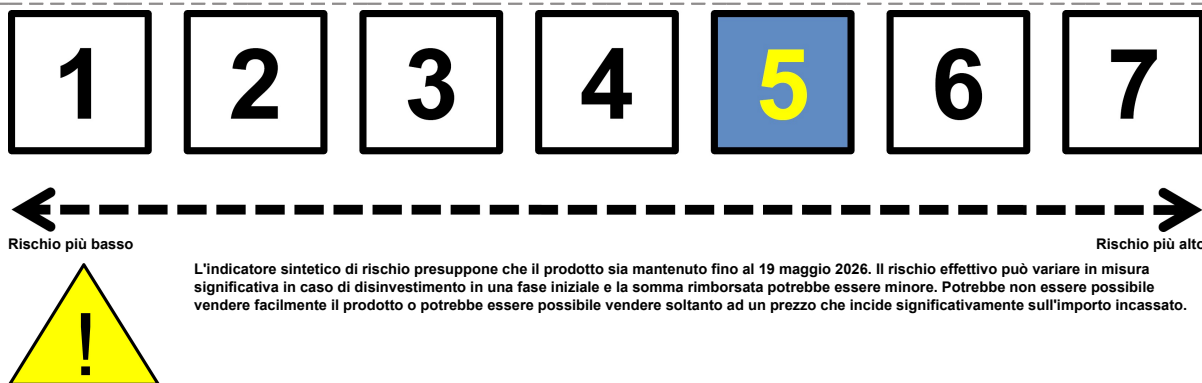 1 2 3 4 5 6 7
Rischio più basso Rischio più alto
L'indicatore sintetico di rischio presuppone che il prodotto sia mantenuto fino al 19 maggio 2026. Il rischio effettivo può variare in misura
significativa in caso di disinvestimento in una fase iniziale e la somma rimborsata potrebbe essere minore. Potrebbe non essere possibile
vendere facilmente il prodotto o potrebbe essere possibile vendere soltanto ad un prezzo che incide significativamente sull'importo incassato.
!